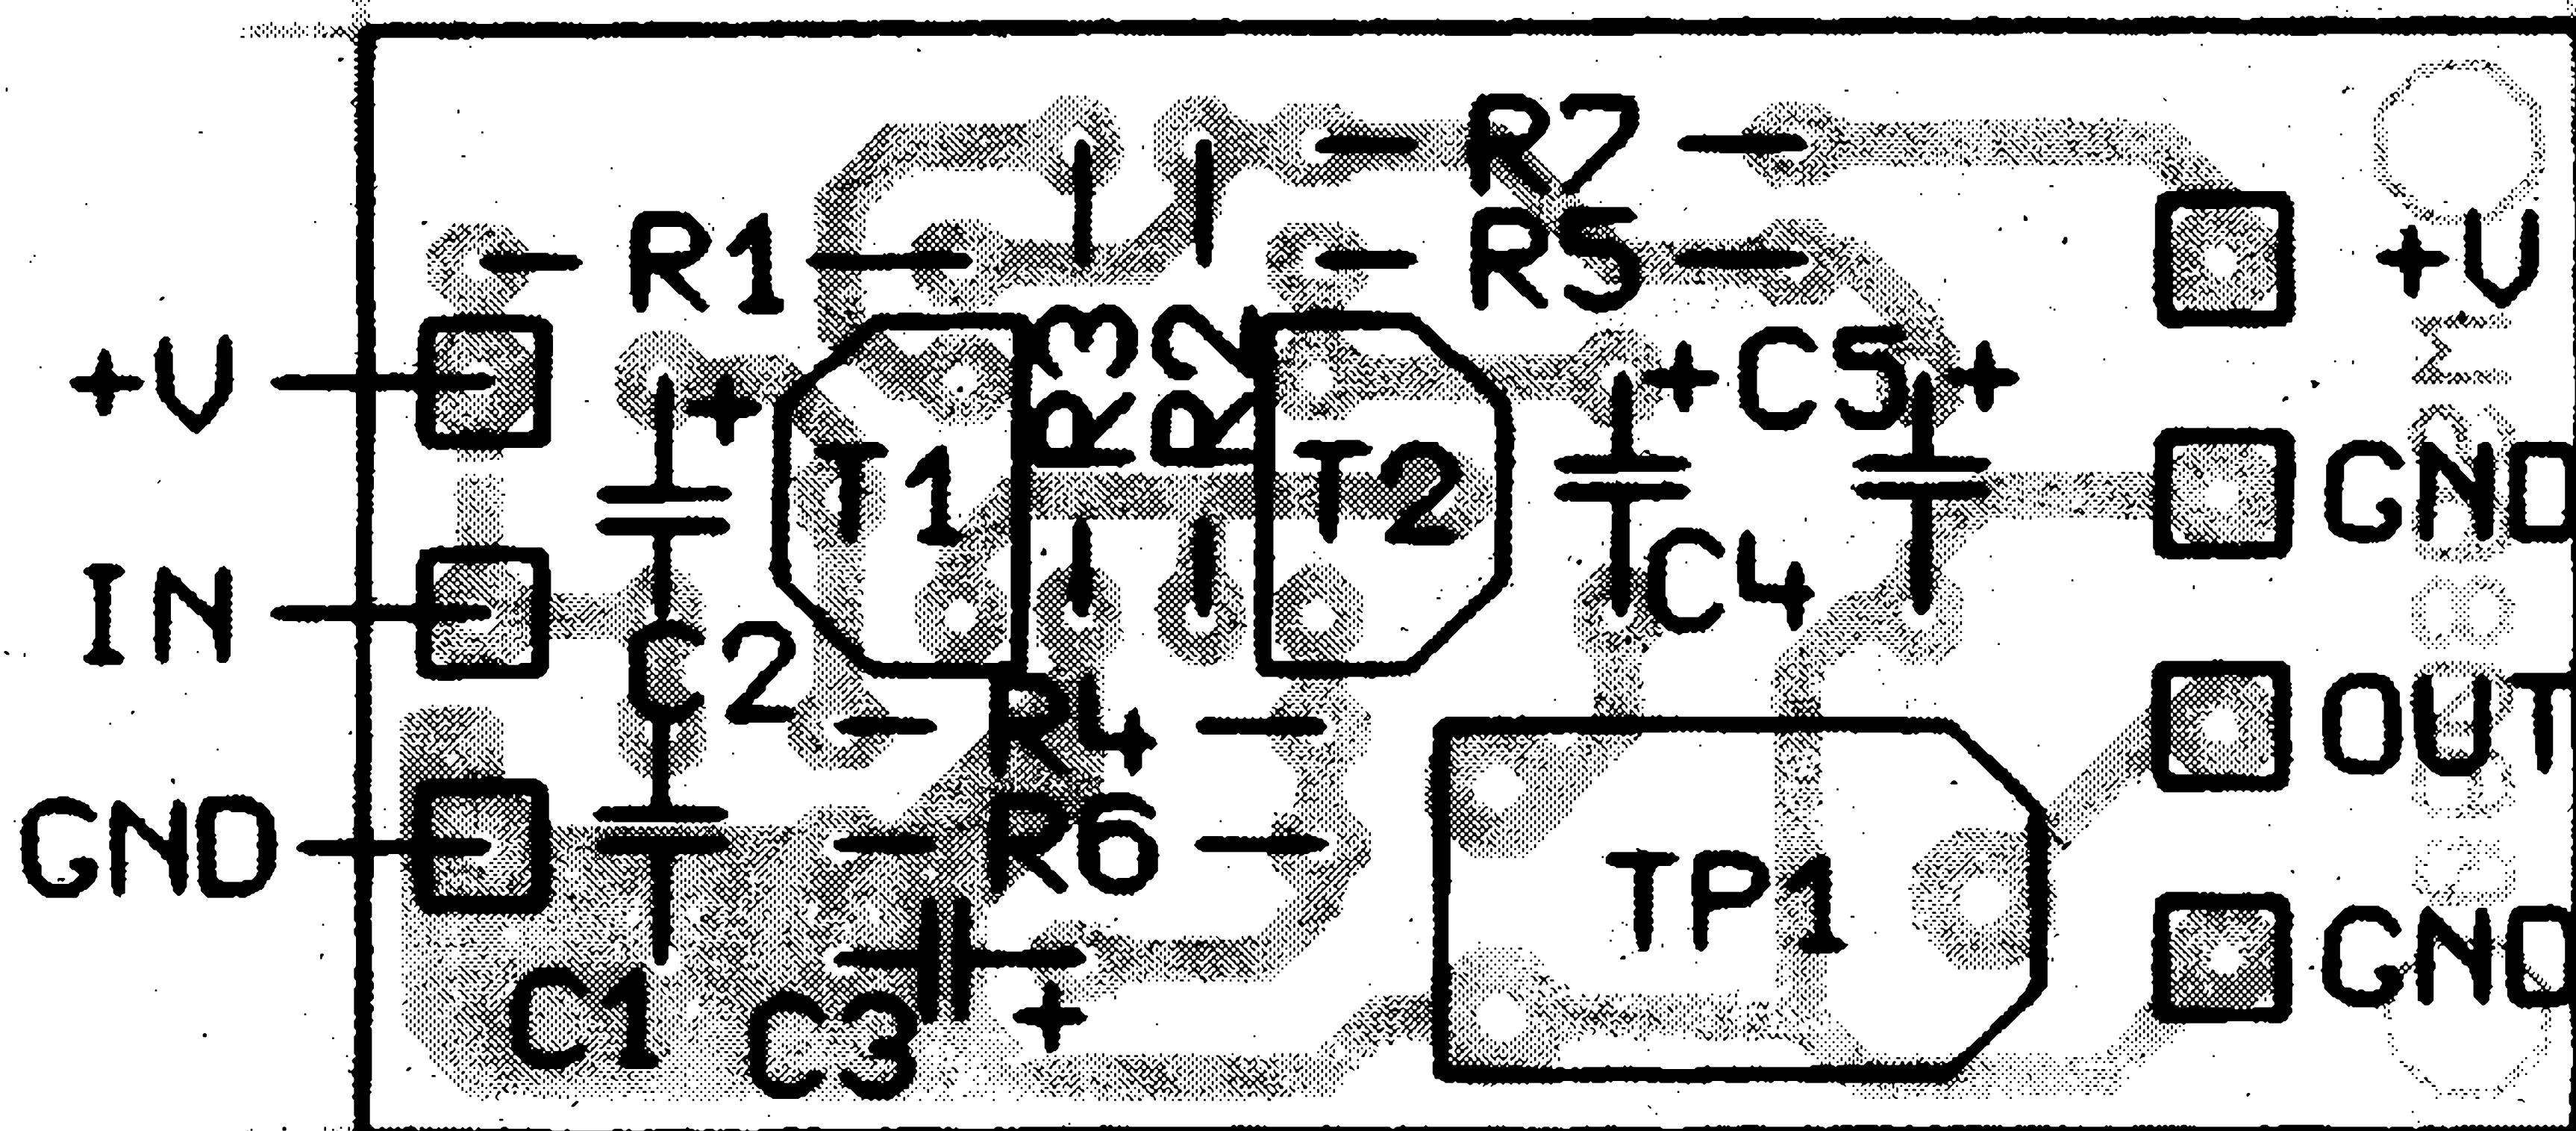 R7
R1
R5
+V
+V
R3
R2
+
+
C5
+
T1
T2
GND
IN
C4
C2
R4
OUT
GND
R6
TP1
GND
C1
C3
+